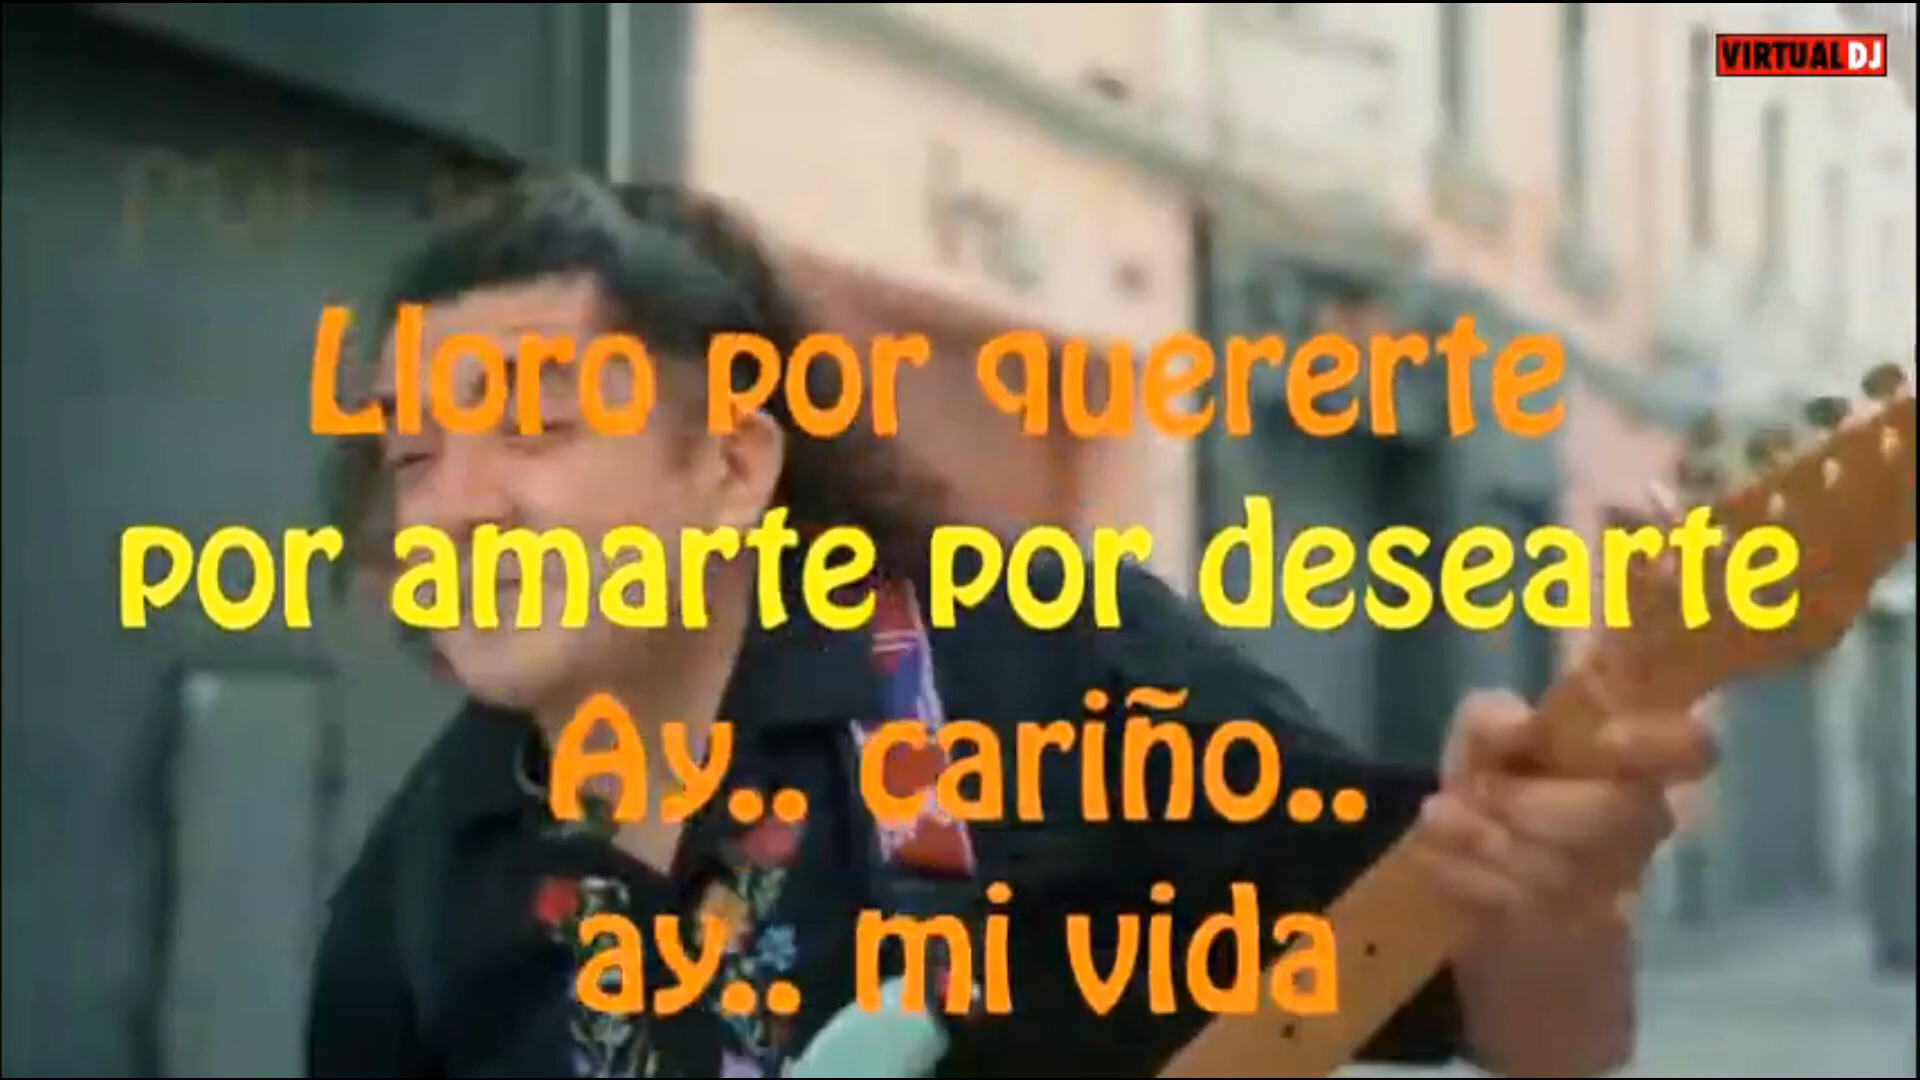 VIRTUAL DJ
Lloro por quererte
por amarte por desearte
Ay.. cariño..
ay.. mi vida